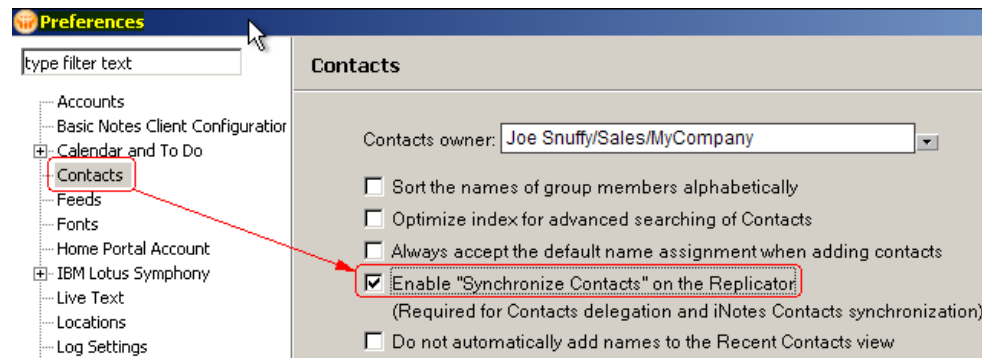 Preferences
type filter text
Accounts
Basic Notes Client Configuration
Calendar and To Do
Contacts
Feeds
Fonts
Home Portal Account
IBM Lotus Symphony
Live Text
Locations
Log Settings
Contacts
Contacts owner: Joe Snuffy/Sales/MyCompany
Sort the names of group members alphabetically
Optimize index for advanced searching of Contacts
Always accept the default name assignment when adding contacts
Enable "Synchronize Contacts" on the Replicator
(Required for Contacts delegation and iNotes Contacts synchronization)
Do not automatically add names to the Recent Contacts view